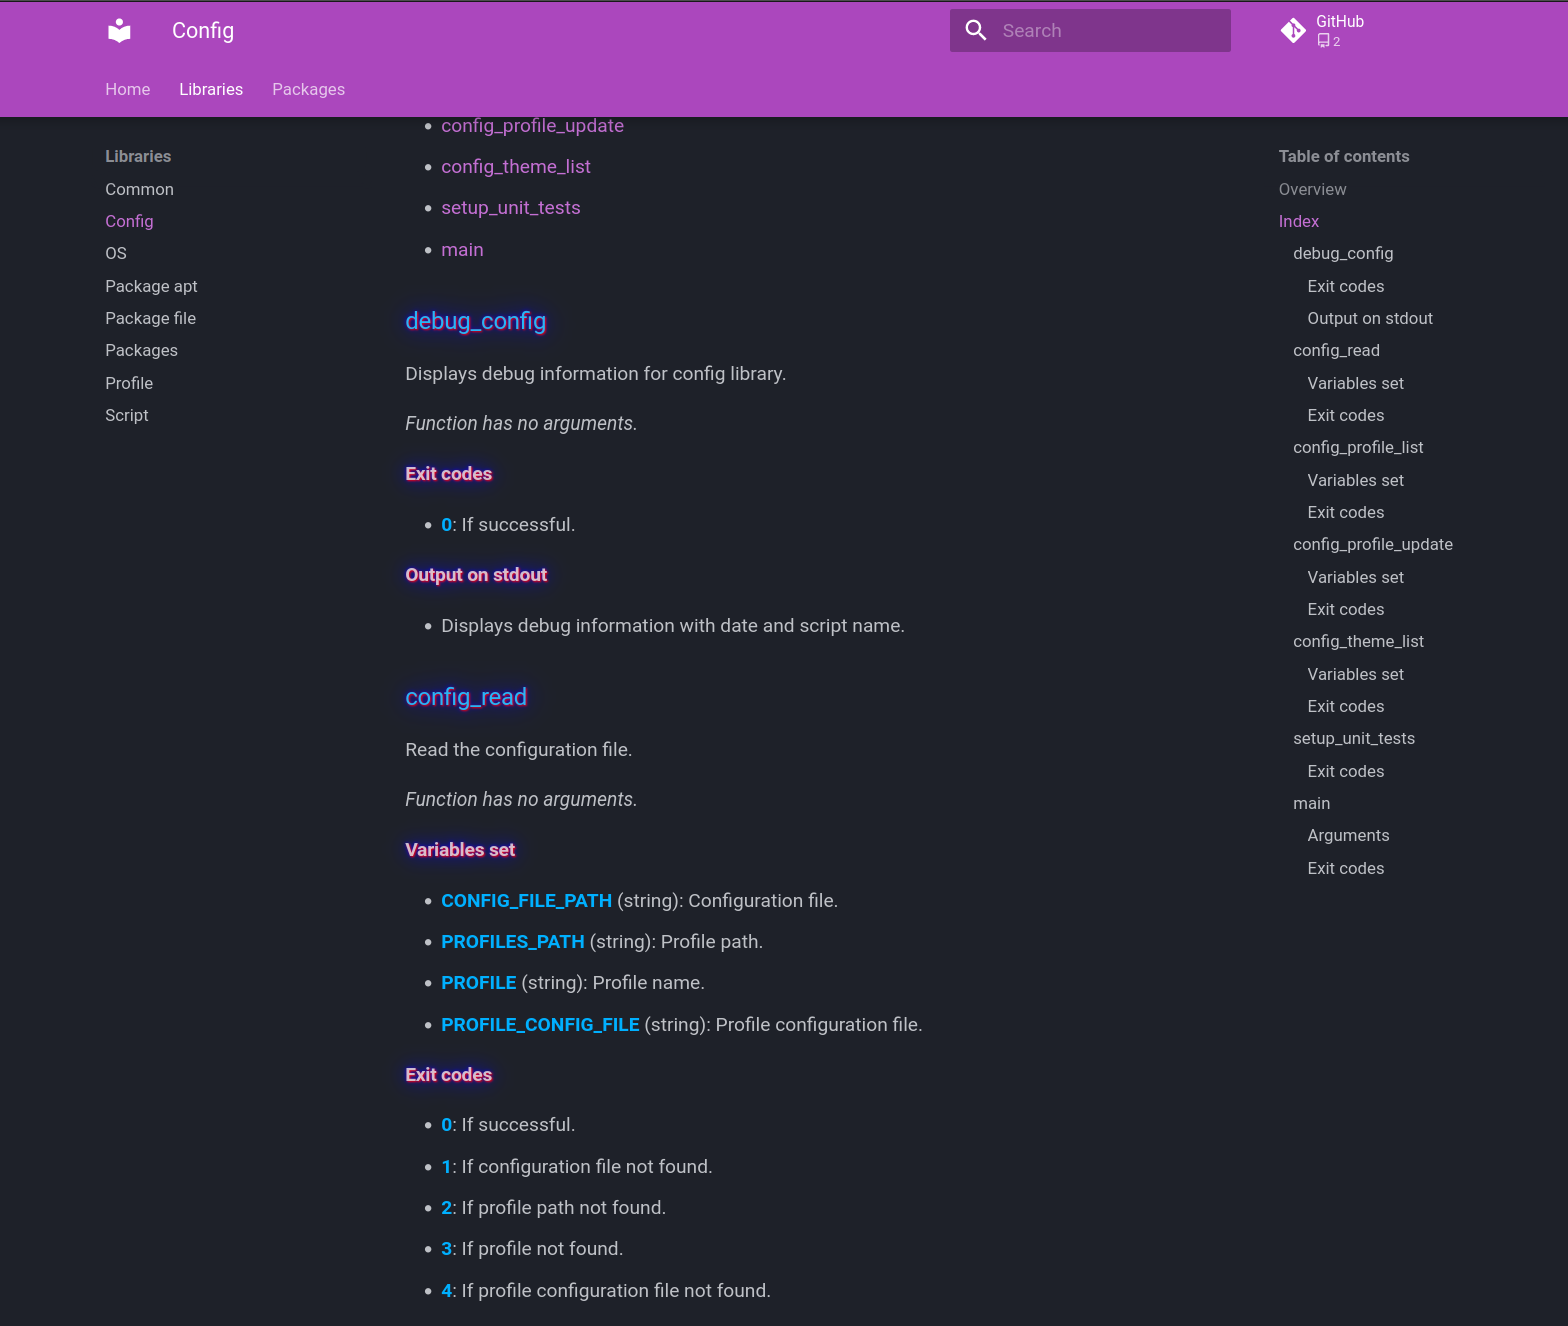 Config
Search
GitHub
2
Home
Libraries
Packages
Libraries
Common
Config
OS
Package apt
Package file
Packages
Profile
Script
config_profile_update
config_theme_list
setup_unit_tests
main
debug_config
Displays debug information for config library.
Function has no arguments.
Exit codes
0: If successful.
Output on stdout
Displays debug information with date and script name.
config_read
Read the configuration file.
Function has no arguments.
Variables set
CONFIG_FILE_PATH (string): Configuration file.
PROFILES_PATH (string): Profile path.
PROFILE (string): Profile name.
PROFILE_CONFIG_FILE (string): Profile configuration file.
Exit codes
0: If successful.
1: If configuration file not found.
2: If profile path not found.
3: If profile not found.
4: If profile configuration file not found.
Table of contents
Overview
Index
debug_config
Exit codes
Output on stdout
config_read
Variables set
Exit codes
config_profile_list
Variables set
Exit codes
config_profile_update
Variables set
Exit codes
config_theme_list
Variables set
Exit codes
setup_unit_tests
Exit codes
main
Arguments
Exit codes